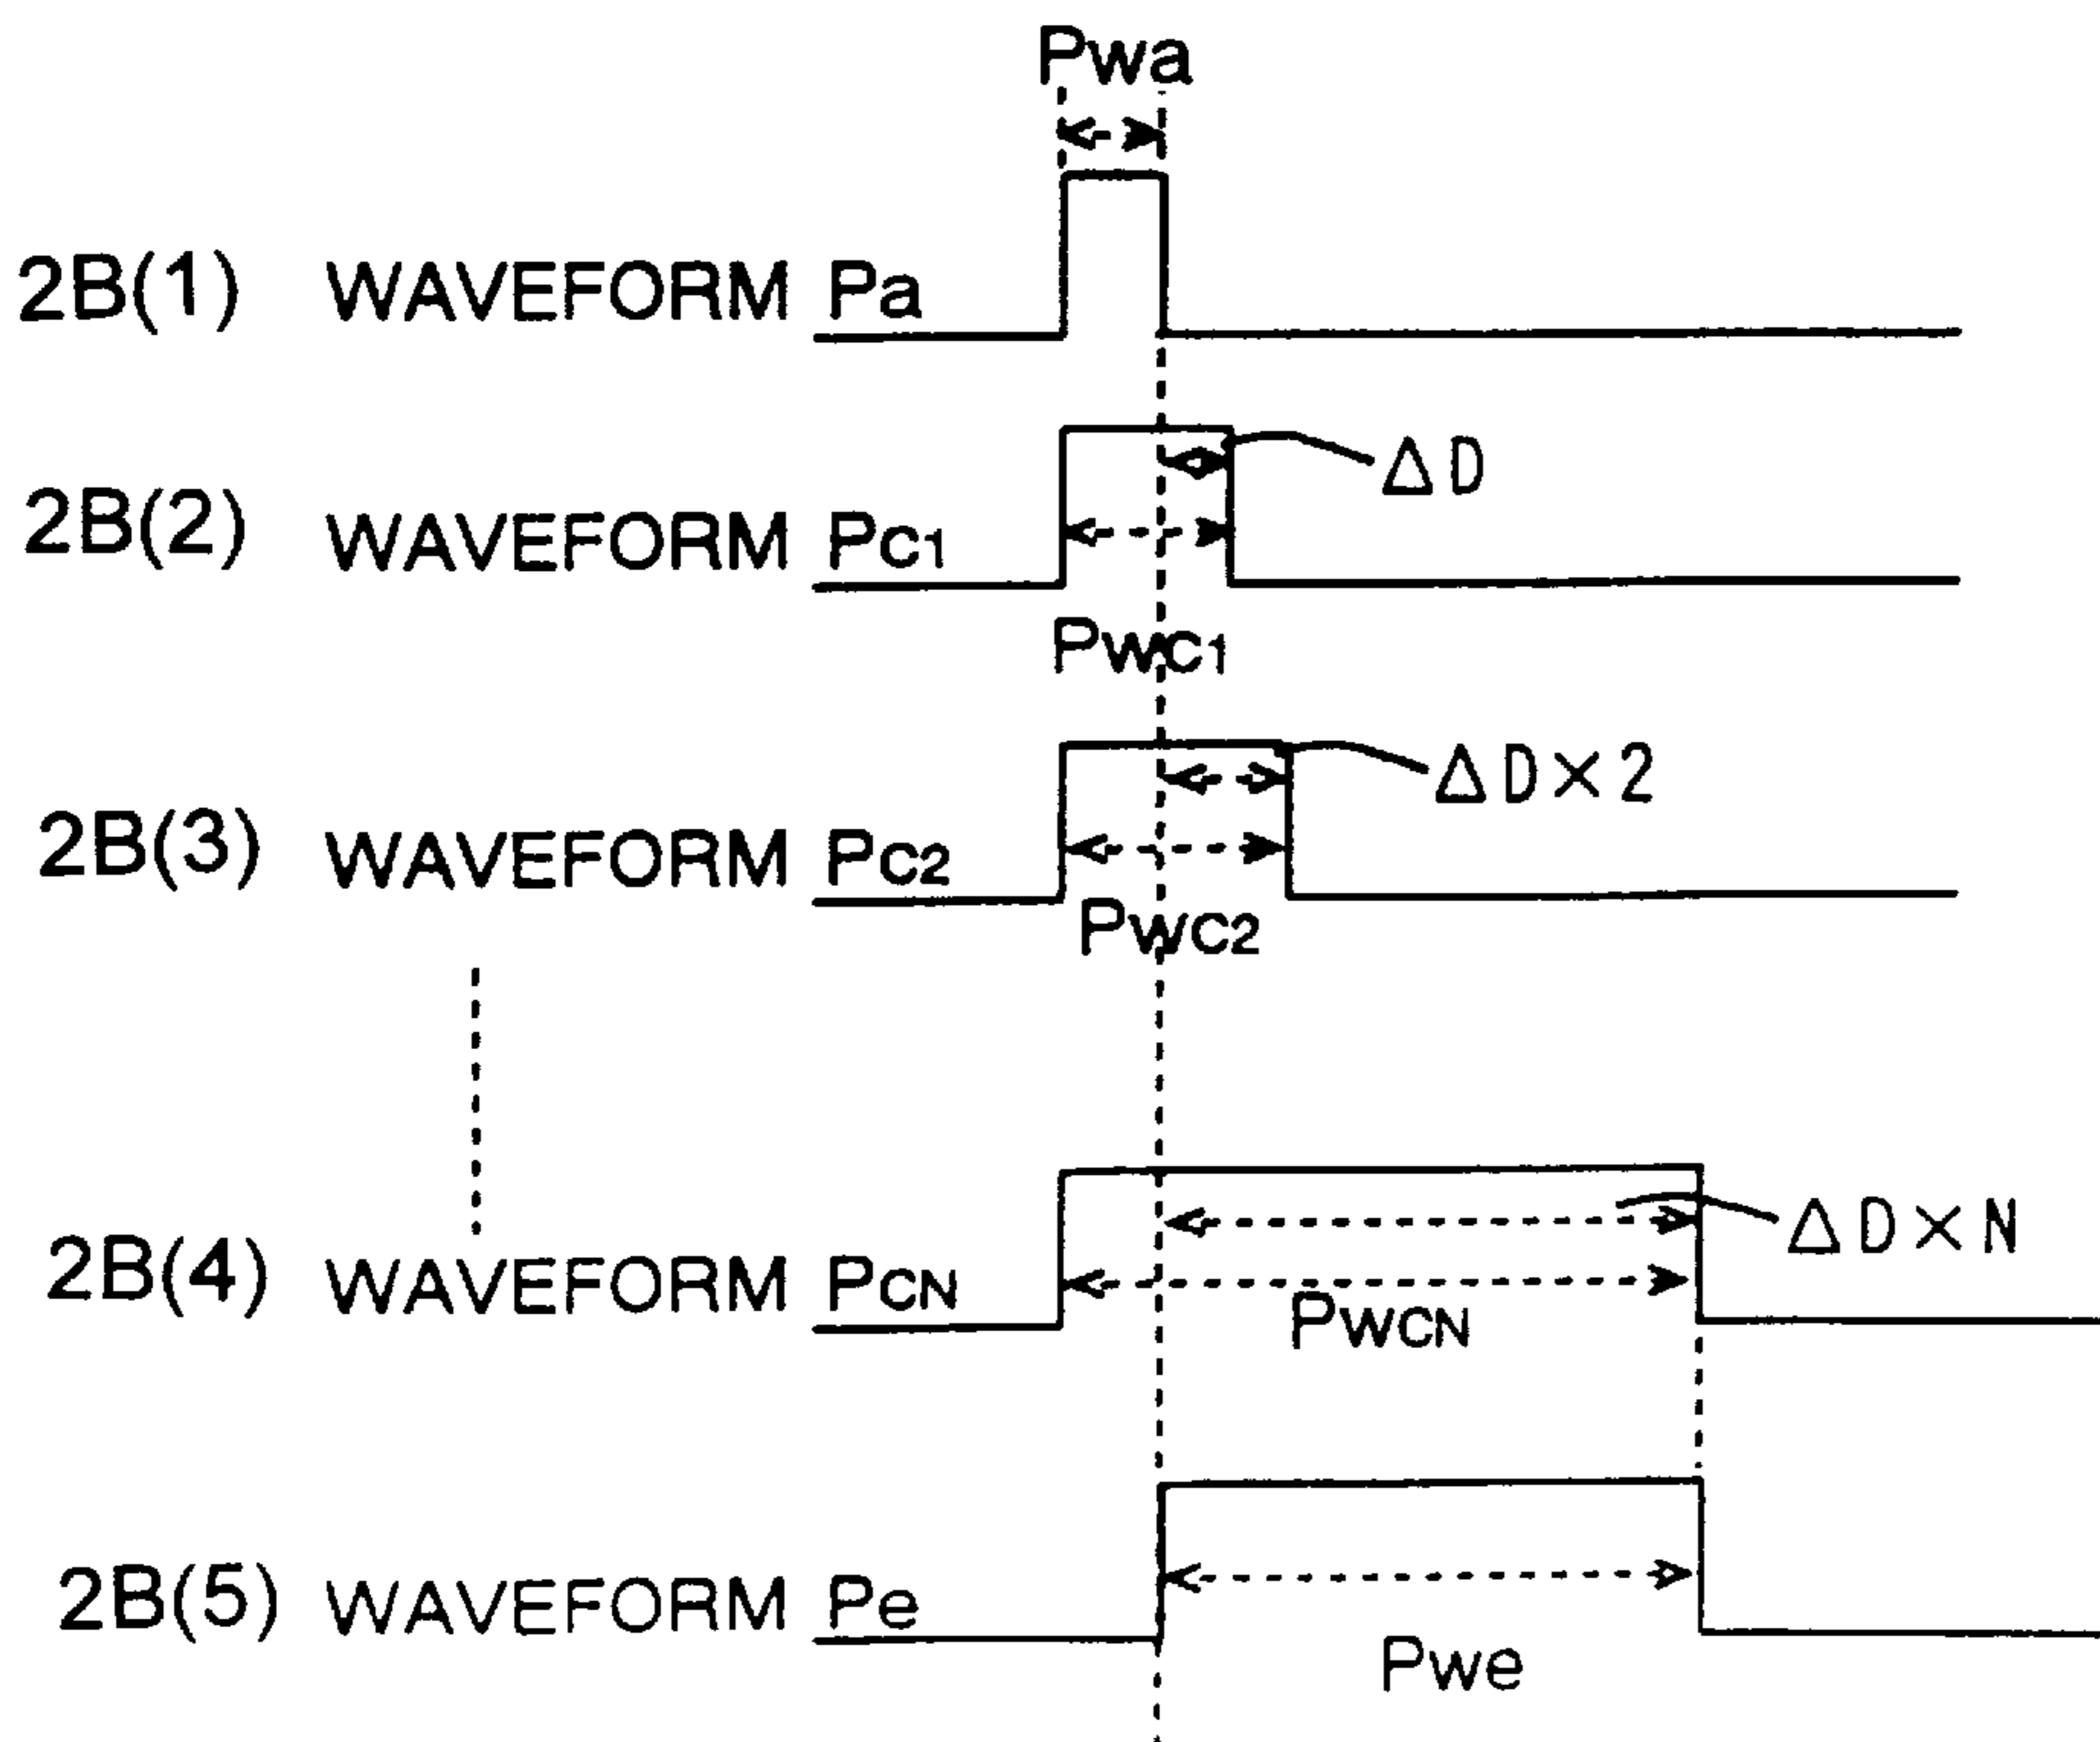 Pwa
2B(1) WAVEFORM Pa
ΔD
2B(2) WAVEFORM PC1
PWC1
ΔD×2
2B(3) WAVEFORM PC2
PWC2
ΔD×N
2B(4) WAVEFORM PCN
PWCN
2B(5) WAVEFORM Pe
Pwe